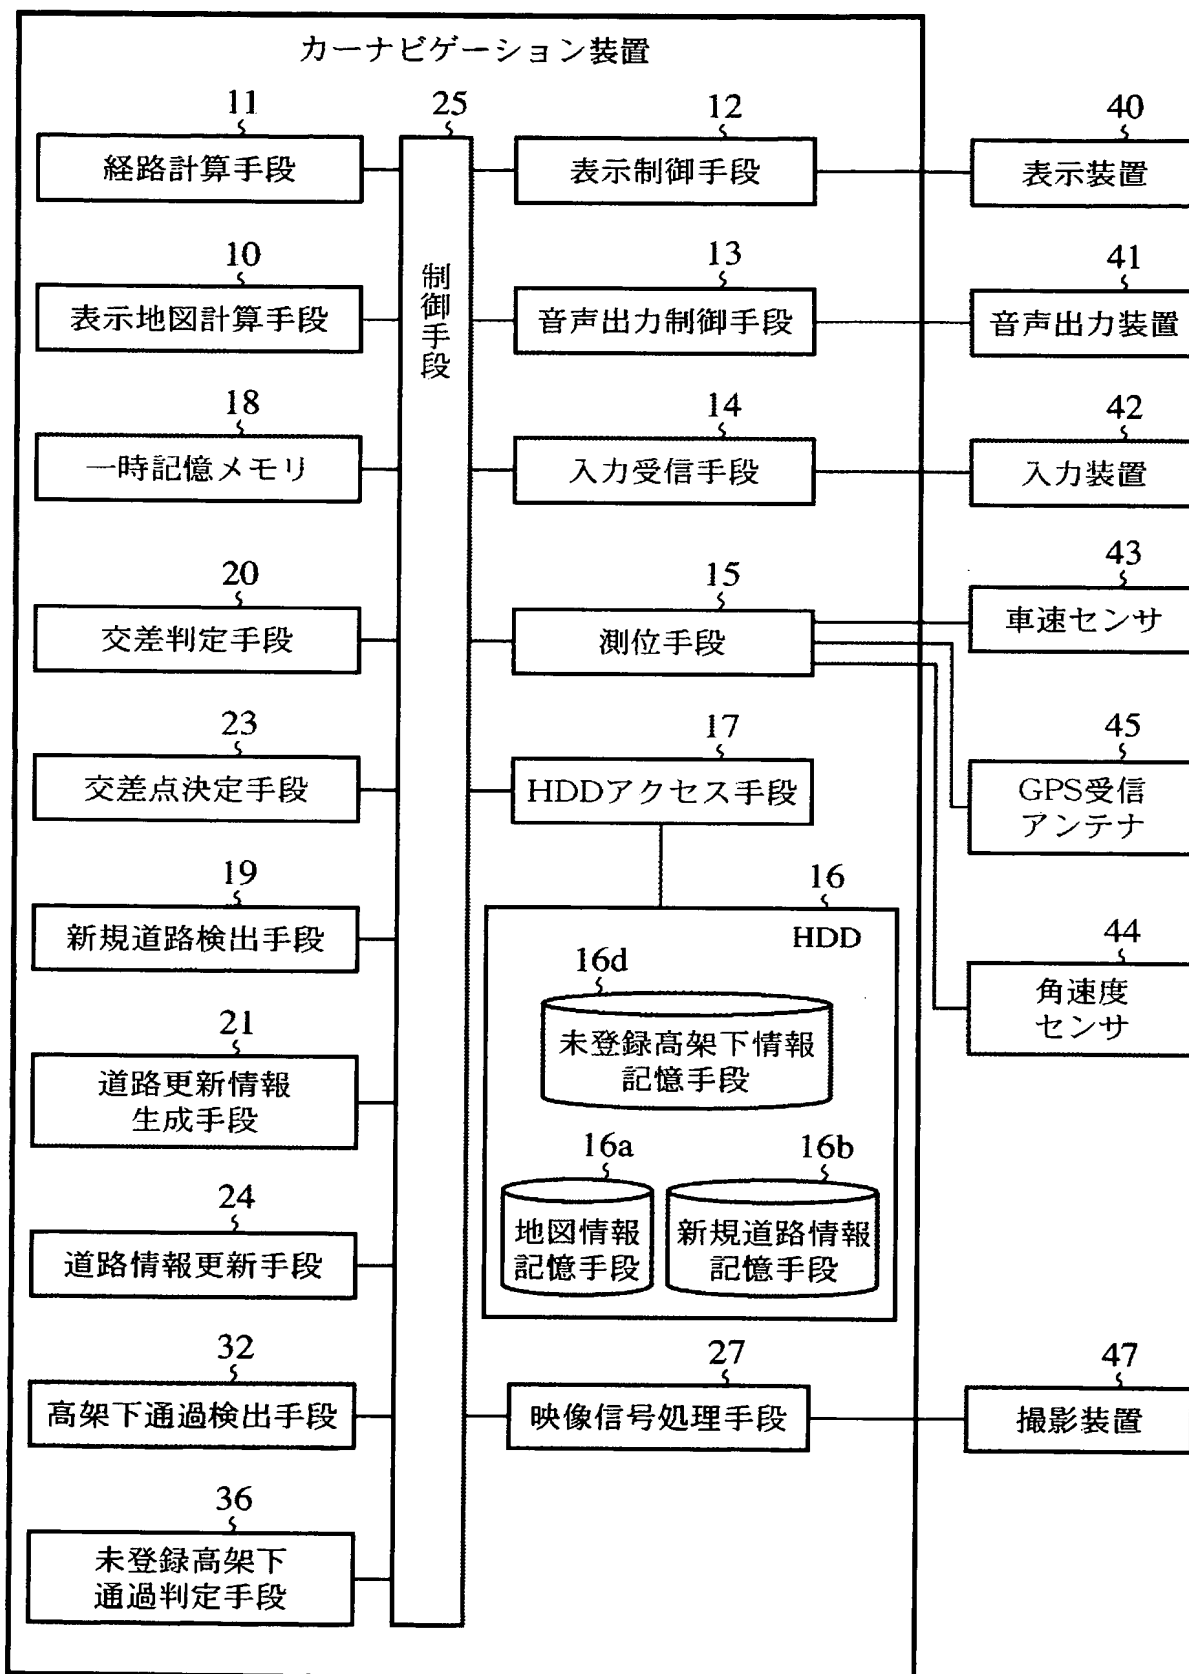 カーナビゲーション装置
11
25
12
40
経路計算手段
表示制御手段
表示装置
10
制御手段
13
41
表示地図計算手段
音声出力制御手段
音声出力装置
18
14
42
一時記憶メモリ
入力受信手段
入力装置
20
15
43
交差判定手段
測位手段
車速センサ
23
17
45
交差点決定手段
HDDアクセス手段
GPS受信
アンテナ
19
16
44
新規道路検出手段
HDD
角速度
センサ
16d
未登録高架下情報
記憶手段
21
道路更新情報
生成手段
16a
16b
地図情報
記憶手段
新規道路情報
記憶手段
24
道路情報更新手段
32
27
47
高架下通過検出手段
映像信号処理手段
撮影装置
36
未登録高架下
通過判定手段